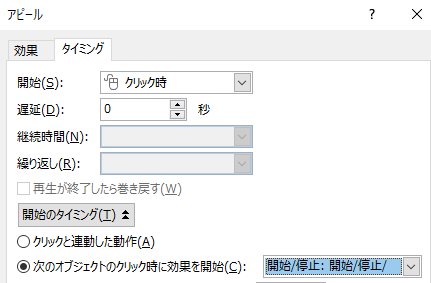 アピール ?
効果 タイミング
開始(S): クリック時
遅延(D): 0 秒
継続時間(N):
繰り返し(R):
再生が終了したら巻き戻す(W)
開始のタイミング(T)
クリックと連動した動作(A)
次のオブジェクトのクリック時に効果を開始(C): 開始/停止: 開始/停止/